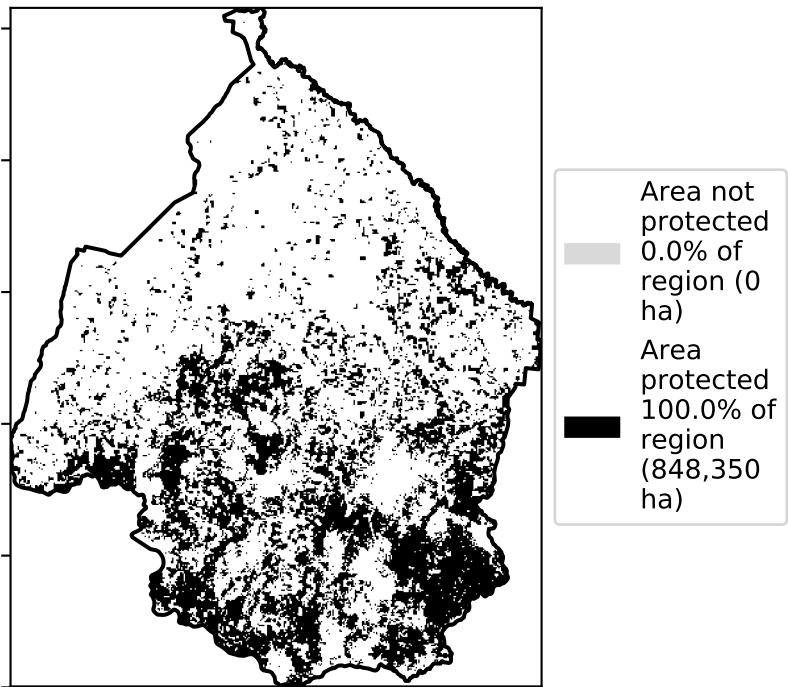 Area not
protected
0.0% of
region (0
ha)
Area
protected
100.0% of
region
(848,350
ha)